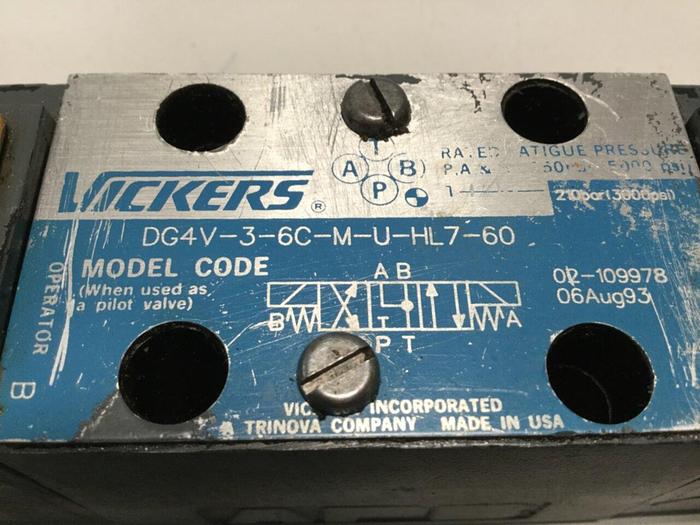 T
A B
P
RATED FATIGUE PRESSURE
P.A &
VICKERS ®
210bar(3000psi)
DG4V-3-6C-M-U-HL7-60
MODEL CODE
(When used as
a pilot valve)
A B
B T A
P T
02-109978
06Aug93
OPERATOR B
INCORPORATED
A TRINOVA COMPANY MADE IN USA